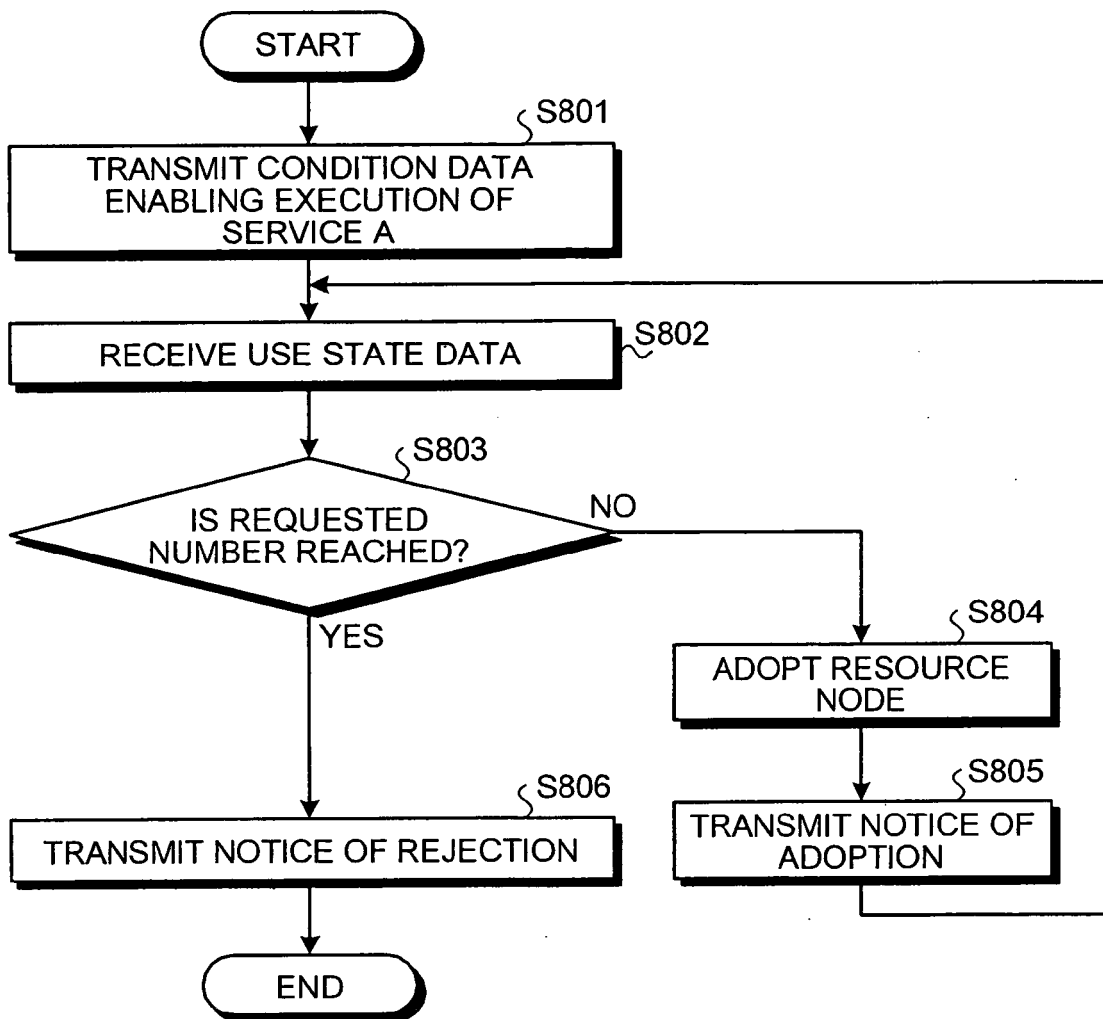 START
S801
TRANSMIT CONDITION DATA
ENABLING EXECUTION OF
SERVICE A
S802
RECEIVE USE STATE DATA
S803
IS REQUESTED
NUMBER REACHED?
NO
YES
S804
ADOPT RESOURCE
NODE
S805
TRANSMIT NOTICE OF
ADOPTION
S806
TRANSMIT NOTICE OF REJECTION
END